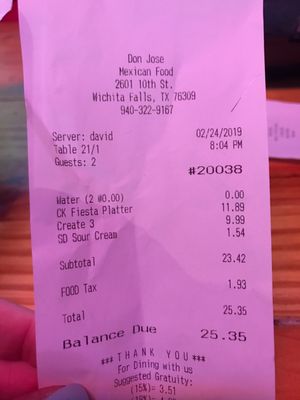 Don Jose
Mexican Food
2601 10th St.
Wichita Falls, TX 76309
940-322-9167
Server: david 02/24/2019
Table 21/1 8:04 PM
Guests: 2
#20038
Water (2 @0.00) 0.00
CK Fiesta Platter 11.89
Create 3 9.99
SD Sour Cream 1.54
Subtotal 23.42
FOOD Tax 1.93
Total 25.35
Balance Due 25.35
*** THANK YOU ***
For Dining with us
Suggested Gratuity:
(15%)= 3.51